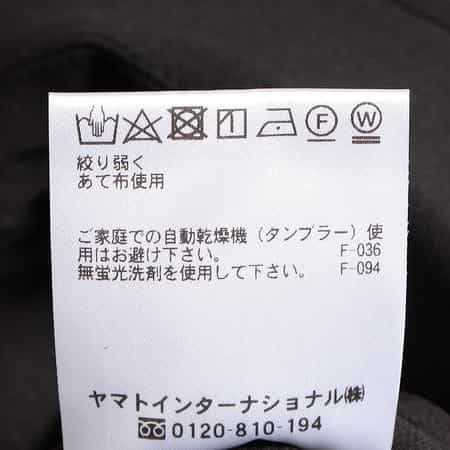 F W
絞り弱く
あて布使用
ご家庭での自動乾燥機（タンブラー）使
用はお避け下さい。 F-036
無蛍光洗剤を使用して下さい。 F-094
ヤマトインターナショナル㈱
0120-810-194